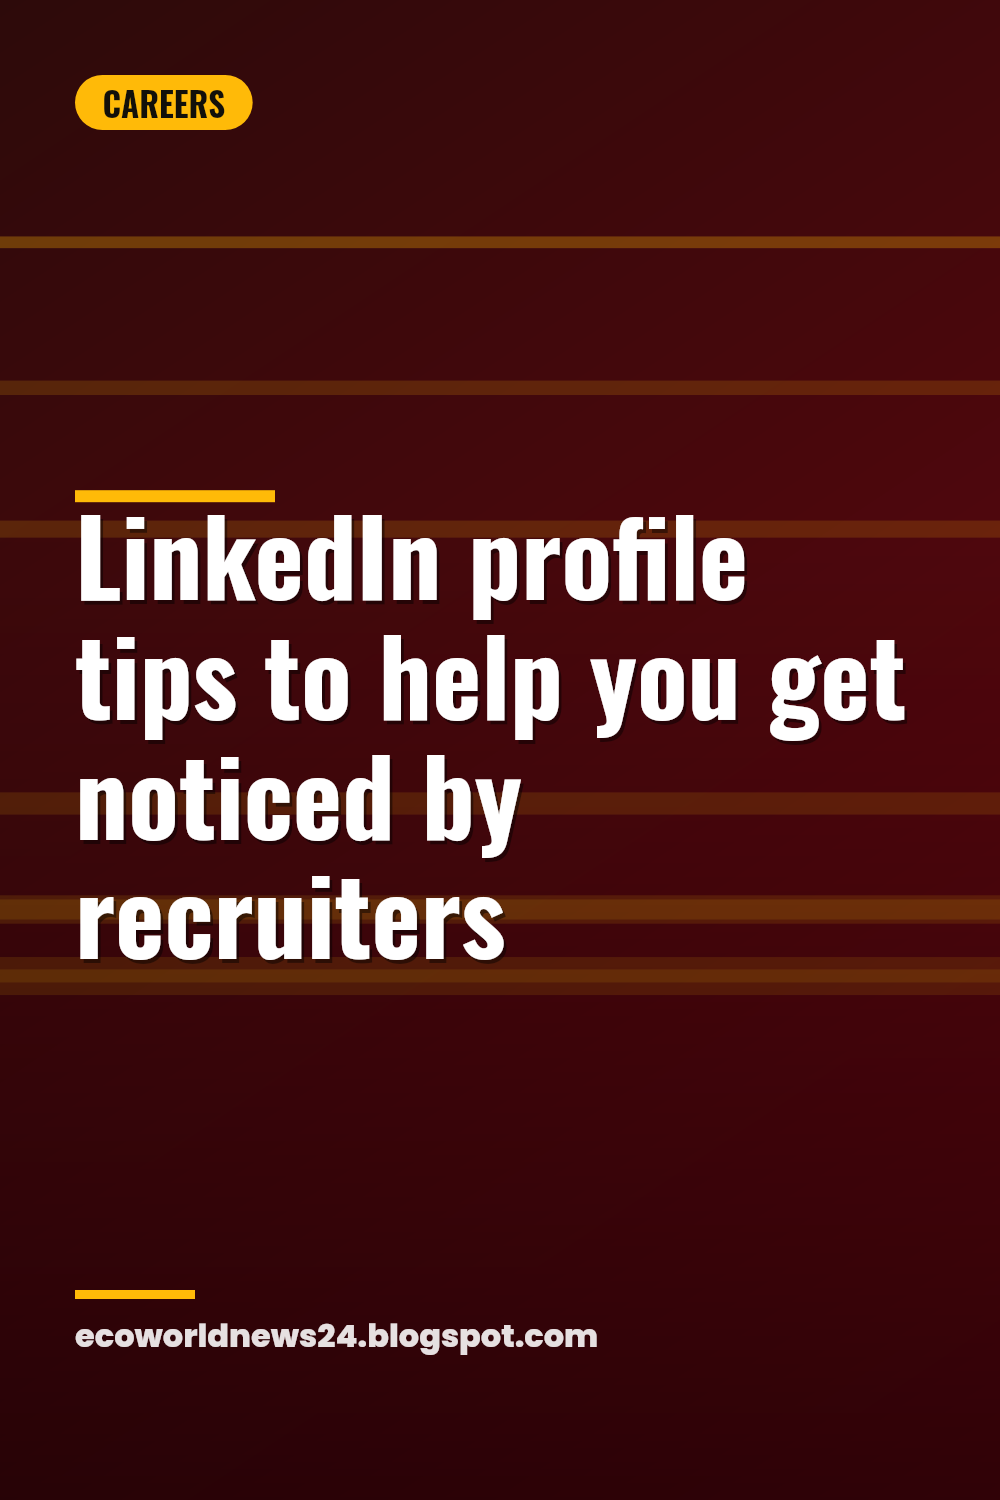 CAREERS
LinkedIn profile
tips to help you get
noticed by
recruiters
ecoworldnews24.blogspot.com